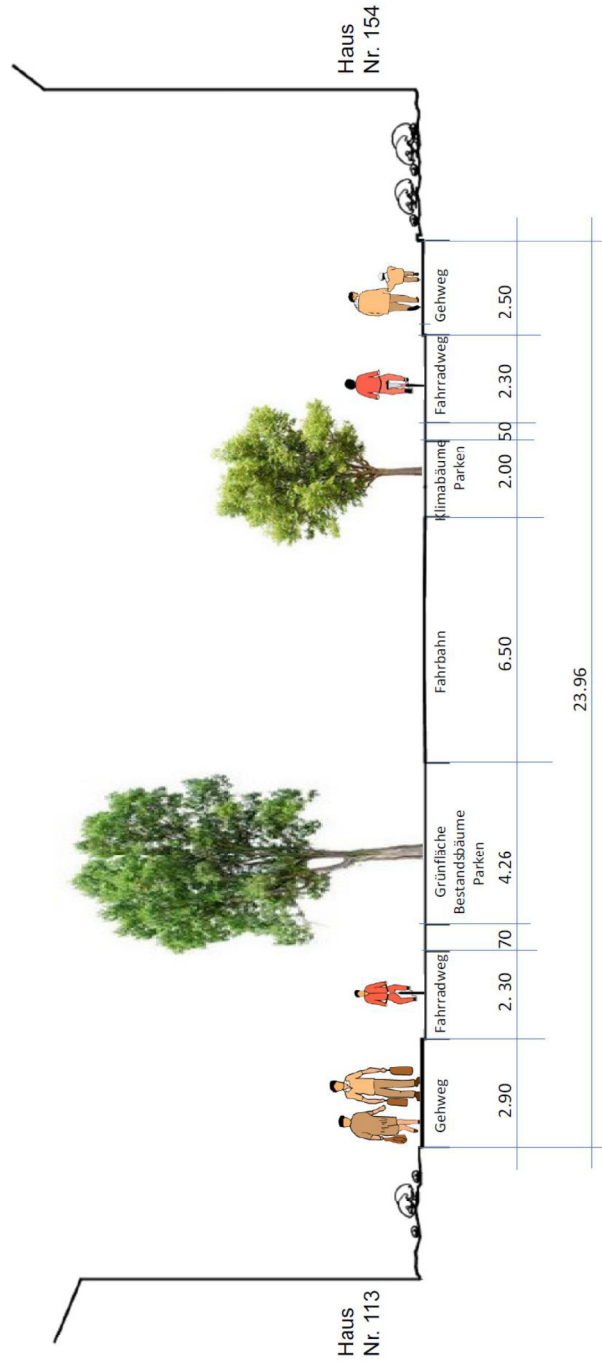 Haus
Nr. 113
Haus
Nr. 154
Gehweg
Fahrradweg
Grünfläche
Bestandsbäume
Parken
Fahrbahn
Klimabäume
Parken
Fahrradweg
Gehweg
2.90
2.30
70
4.26
6.50
2.00
50
2.30
2.50
23.96